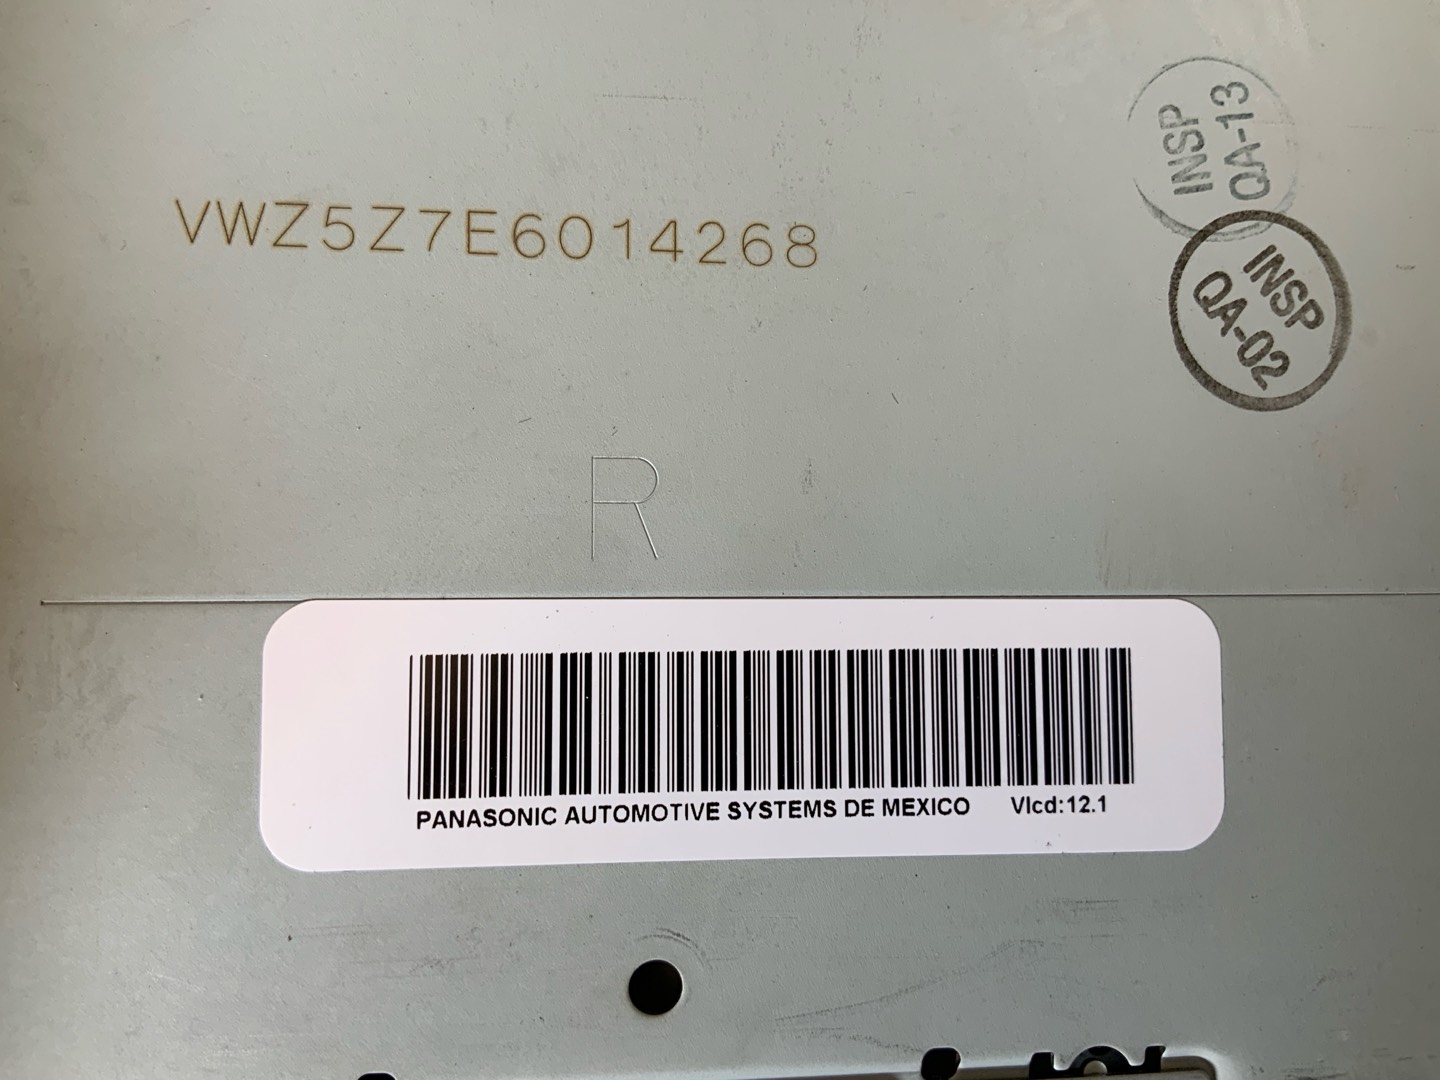 INSP
QA-13
VWZ5Z7E6014268
INSP
QA-02
R
PANASONIC AUTOMOTIVE SYSTEMS DE MEXICO Vlcd:12.1